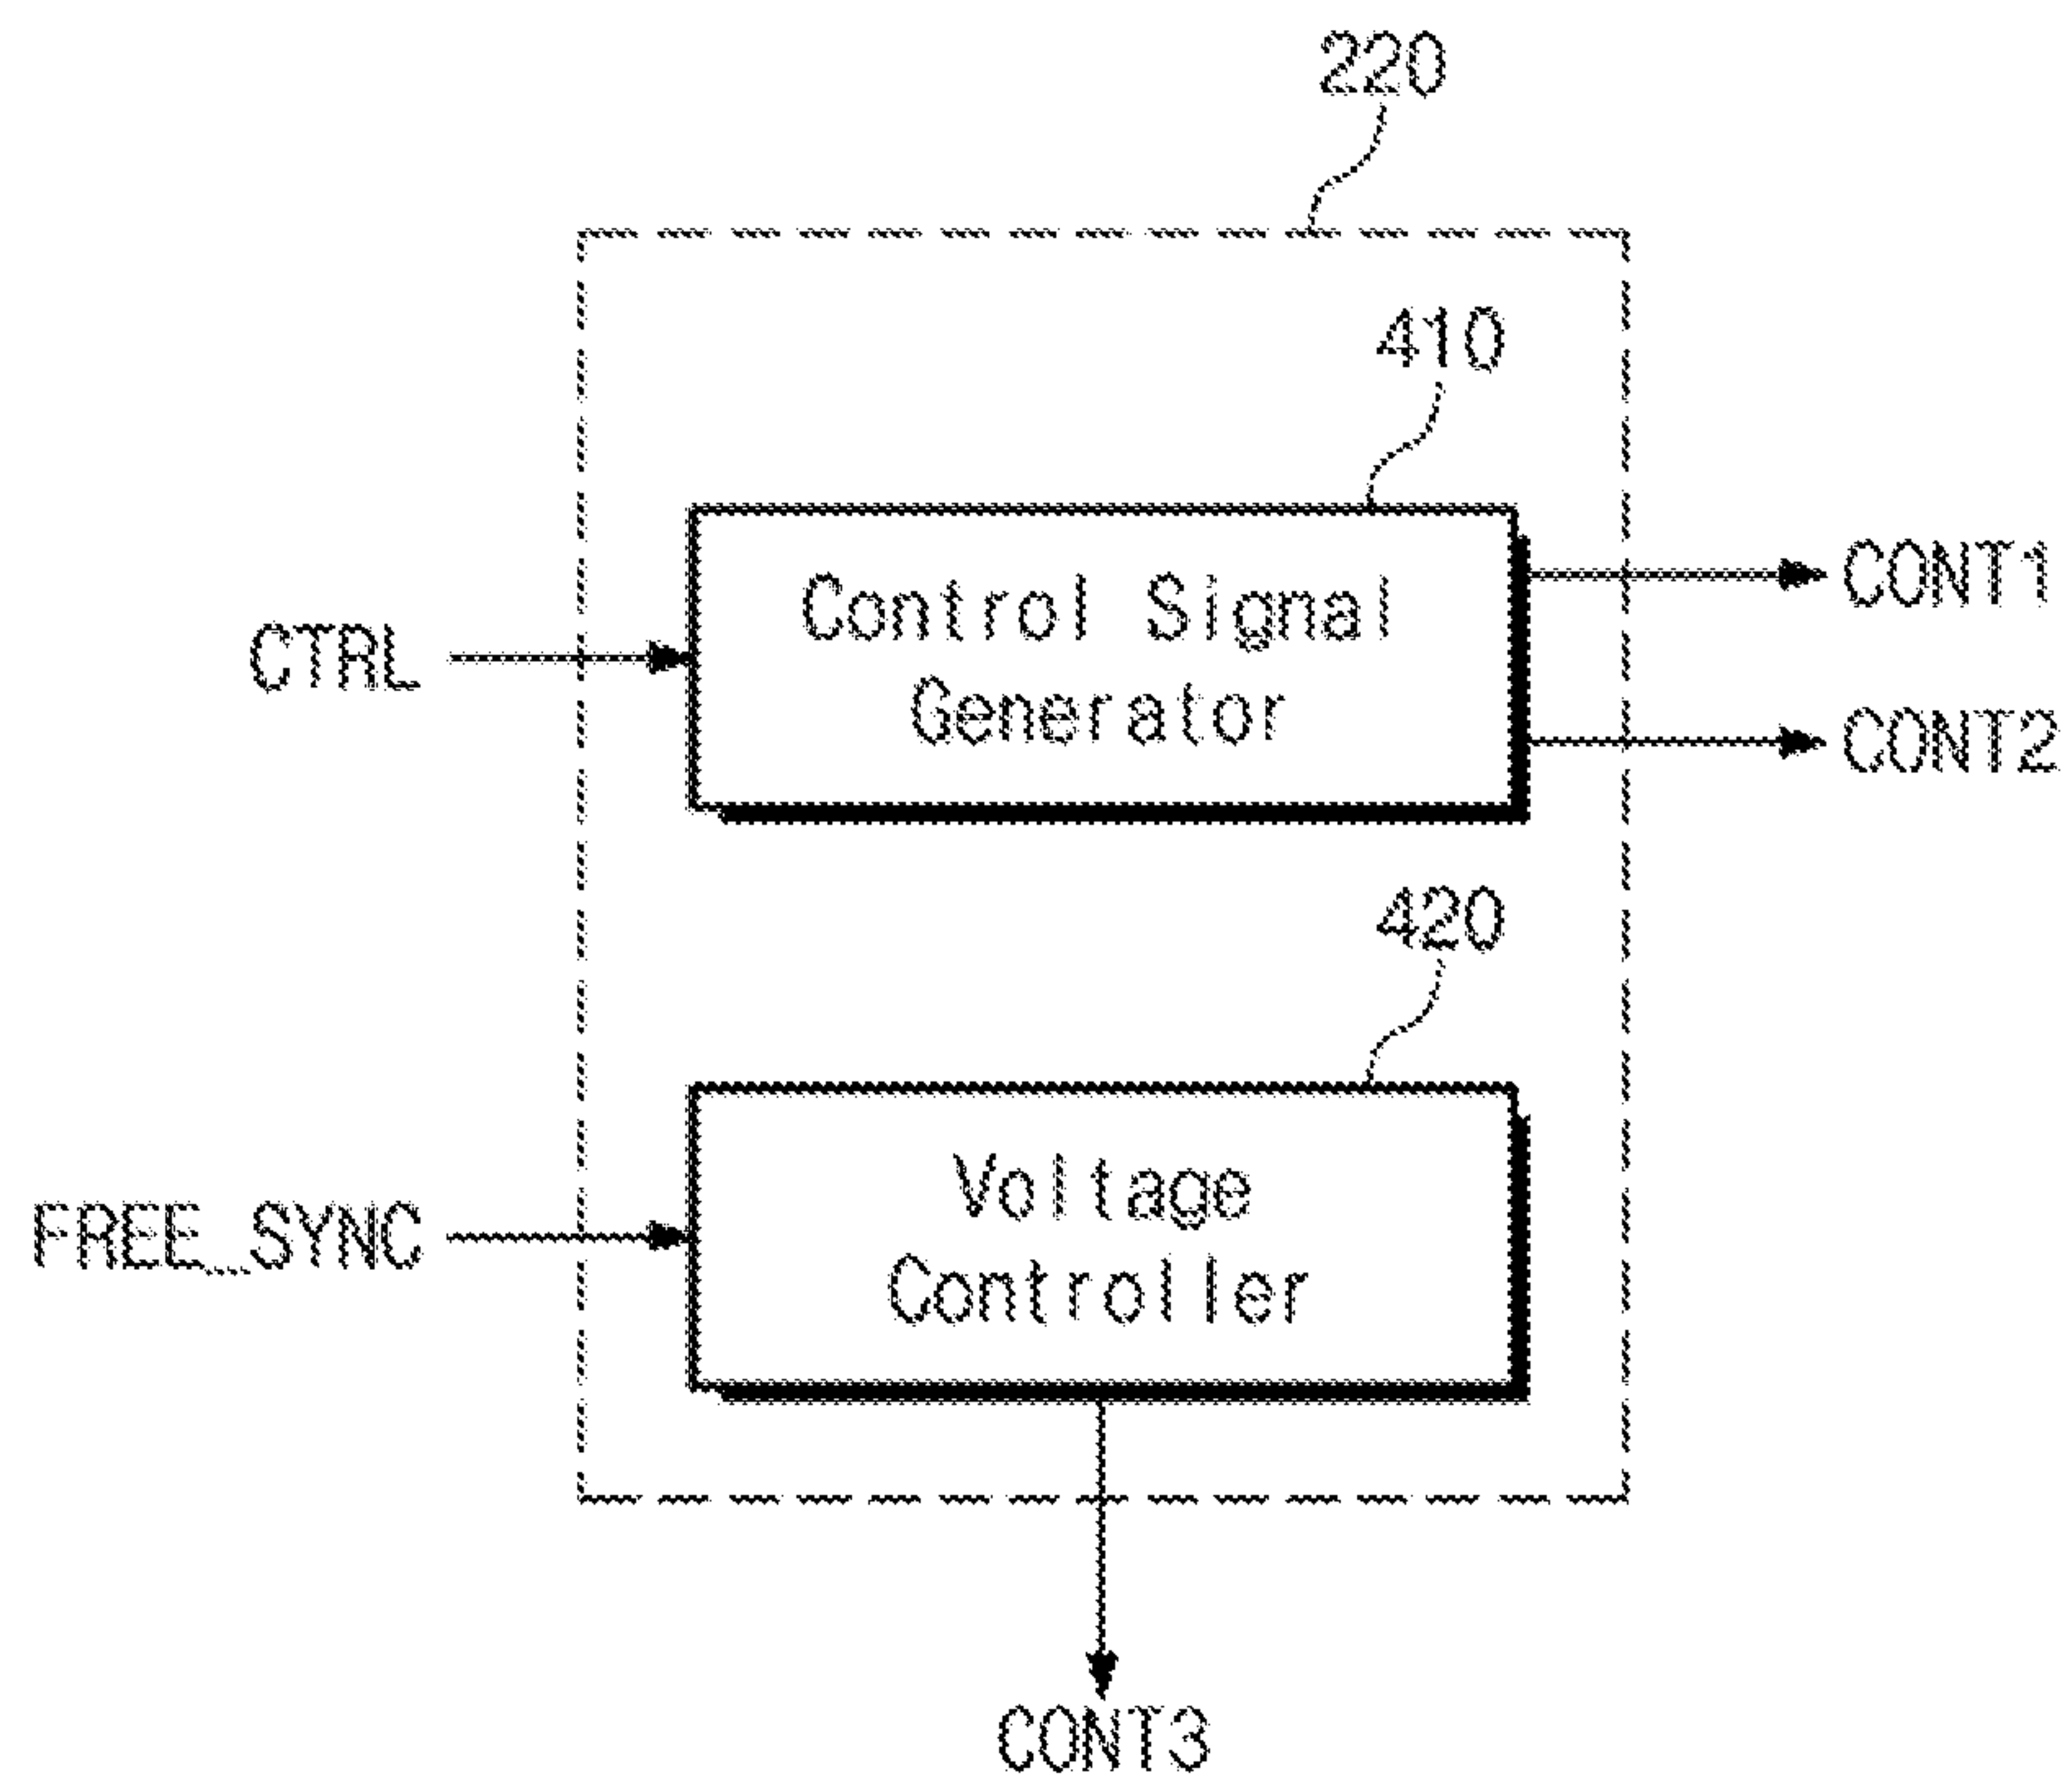 220
410
Control Signal
Generator
CTRL
CONT1
CONT2
420
Voltage
Controller
FREE_SYNC
CONT3